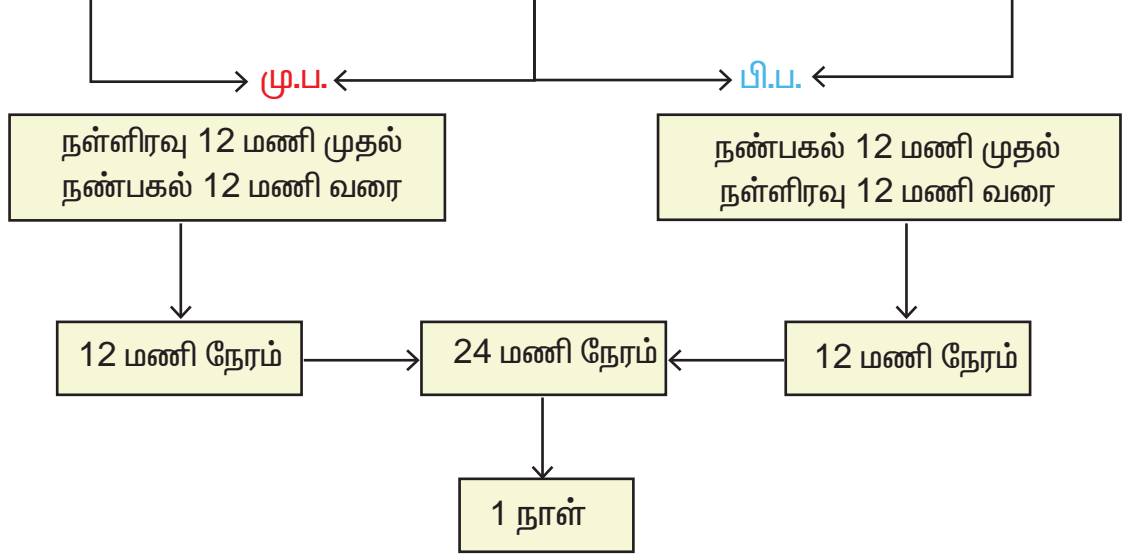 மு.ப.
பி.ப.
நள்ளிரவு 12 மணி முதல்
நண்பகல் 12 மணி வரை
நண்பகல் 12 மணி முதல்
நள்ளிரவு 12 மணி வரை
12 மணி நேரம்
24 மணி நேரம்
12 மணி நேரம்
1 நாள்